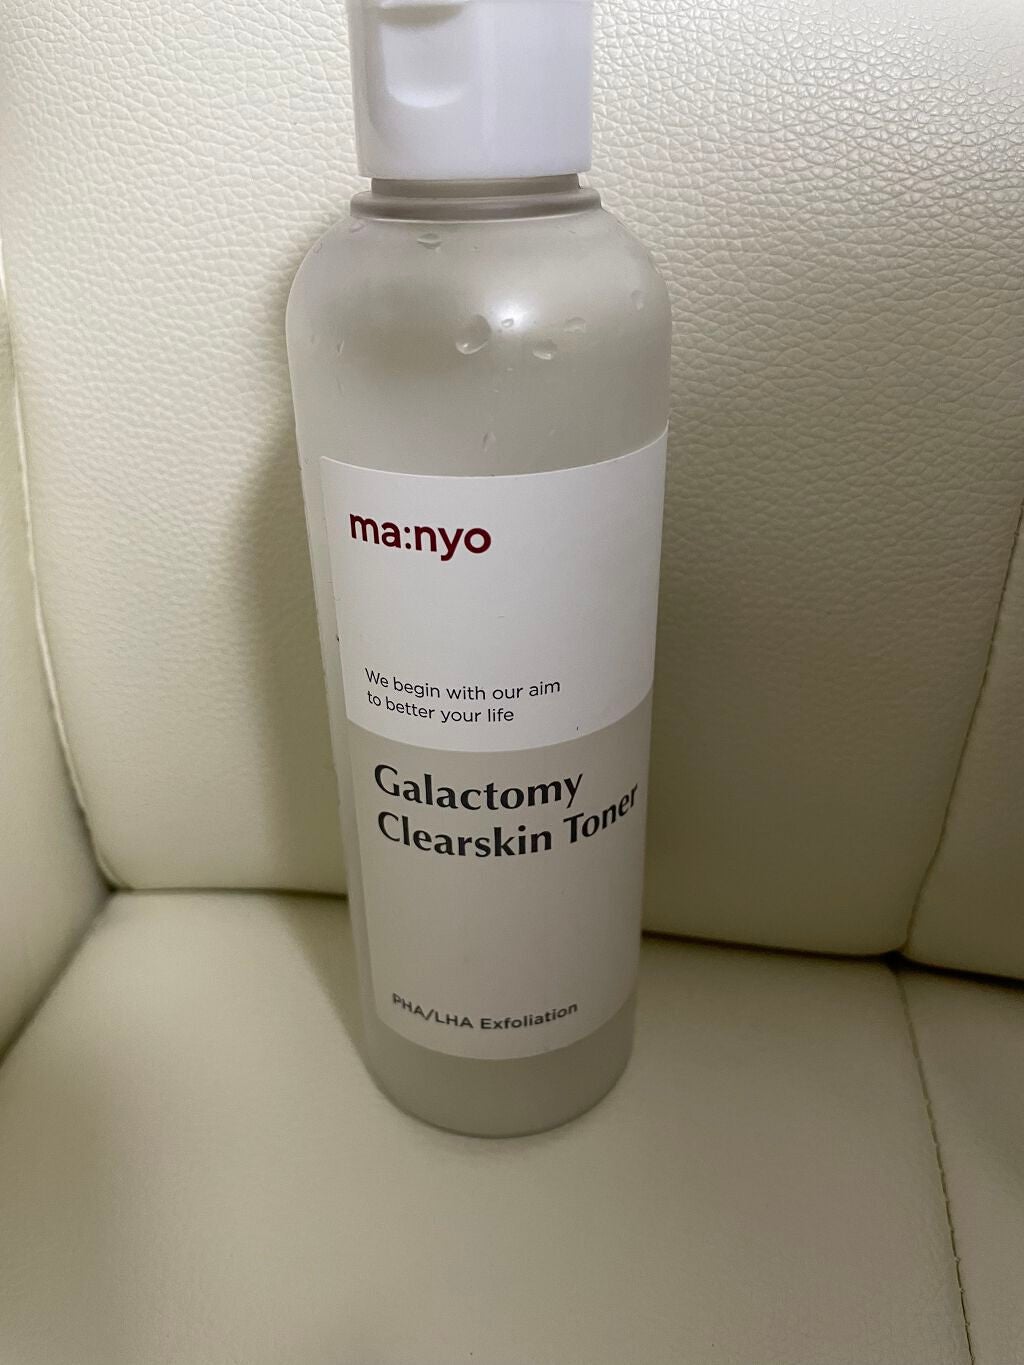 ma:nyo
We begin with our aim
to better your life
Galactomy
Clearskin Toner
PHA/LHA Exfoliation